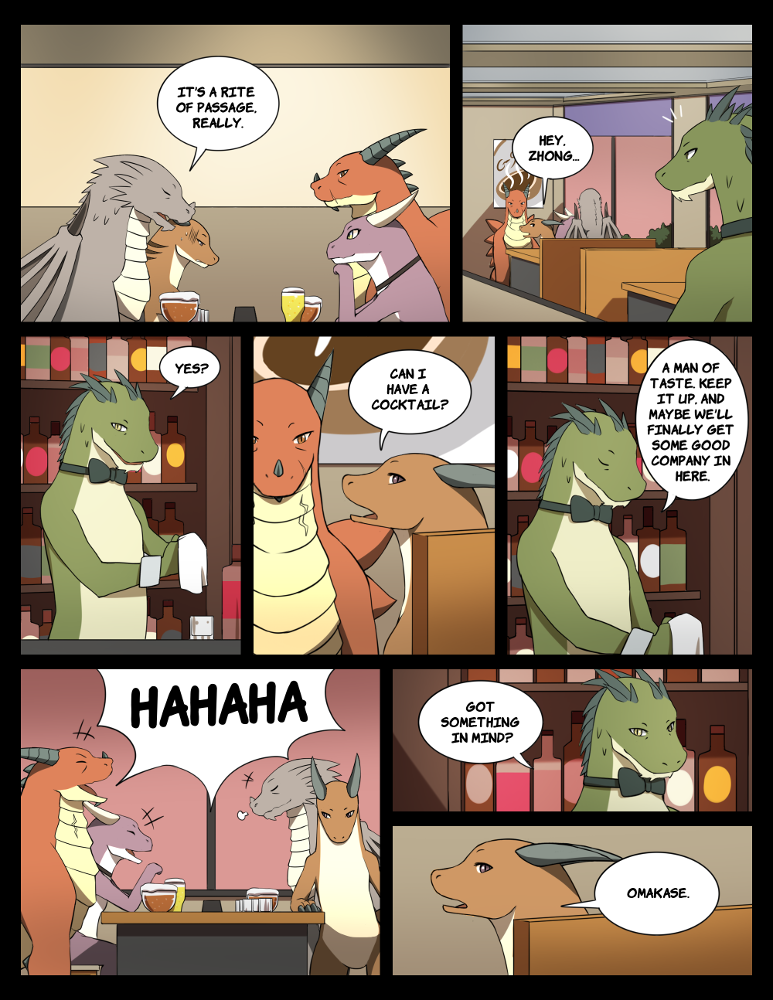 IT'S A RITE
OF PASSAGE,
REALLY.
HEY,
ZHONG...
YES?
CAN I
HAVE A
COCKTAIL?
A MAN OF
TASTE. KEEP
IT UP, AND
MAYBE WE'LL
FINALLY GET
SOME GOOD
COMPANY IN
HERE.
HAHAHA
GOT
SOMETHING
IN MIND?
OMAKASE.